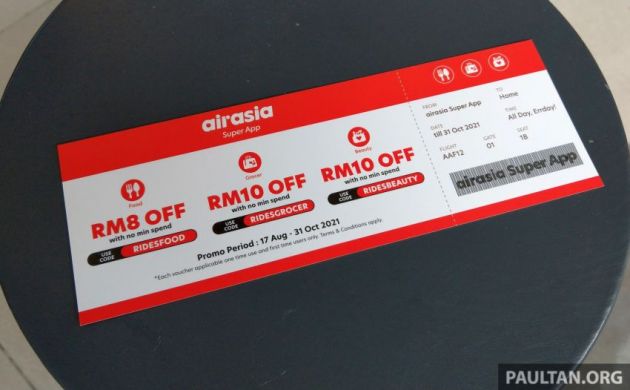 airasia
Super App
Food
RM8 OFF
with no min spend
USE CODE RIDESFOOD
Grocer
RM10 OFF
with no min spend
USE CODE RIDESGROCER
Beauty
RM10 OFF
with no min spend
USE CODE RIDESBEAUTY
Promo Period : 17 Aug - 31 Oct 2021
*Each voucher applicable one time use and first time users only. Terms & Conditions apply.
FROM
airasia Super App
TO
Home
DATE
till 31 Oct 2021
TIME
All Day, Errday!
FLIGHT
AAF12
GATE
01
SEAT
1B
airasia Super App
PAULTAN.ORG